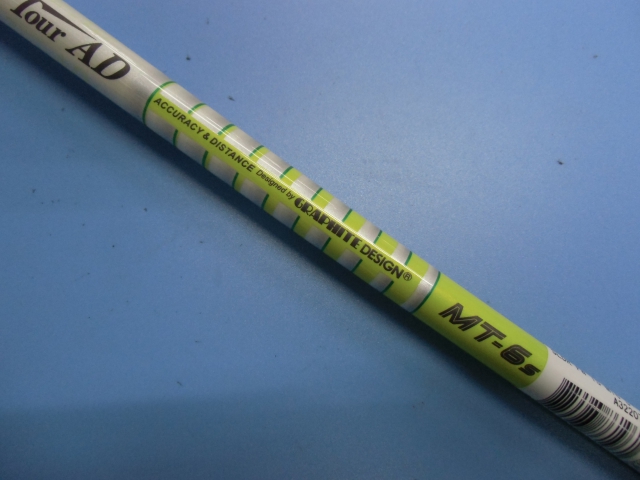 Tour AD
ACCURACY & DISTANCE Designed by GRAPHITE DESIGN®
MT-6s